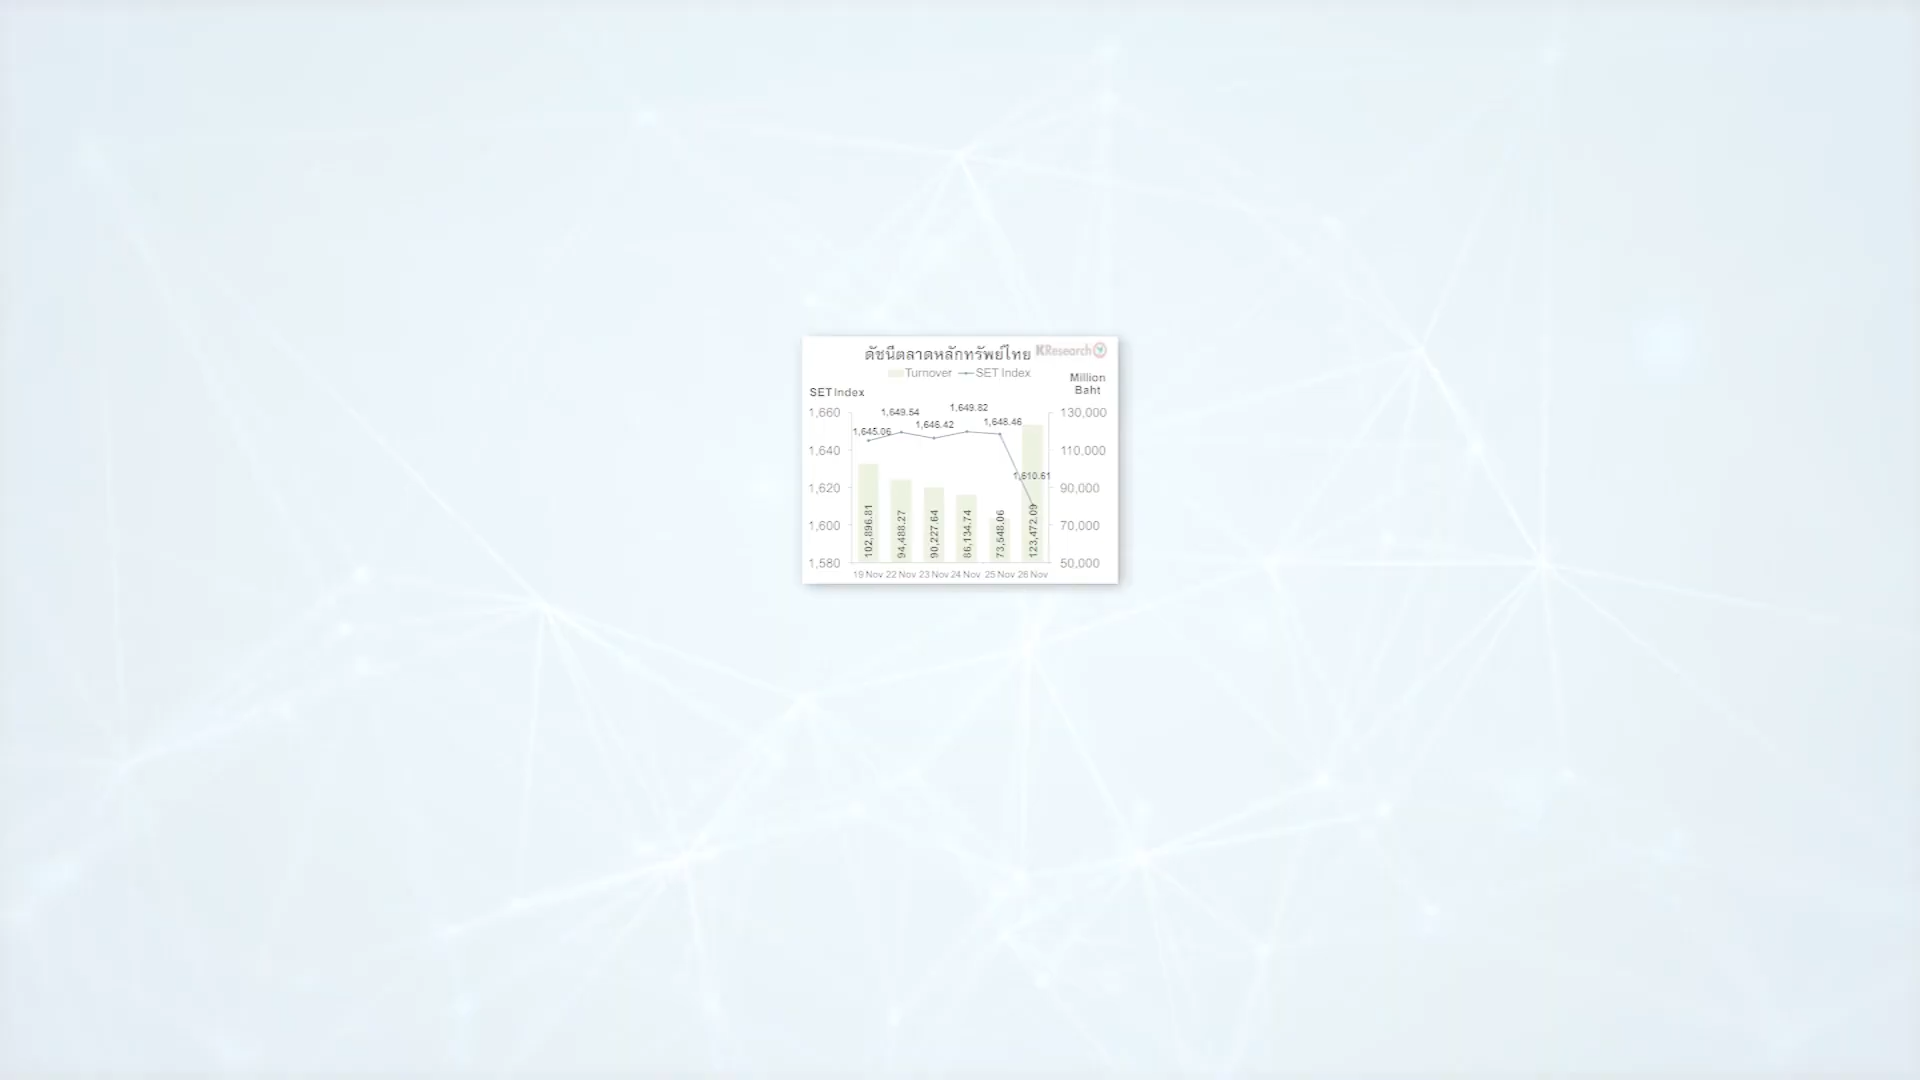 ดัชนีตลาดหลักทรัพย์ไทย KResearch
Turnover SET Index
SET Index
Million
Baht
1,660 1,640 1,620 1,600 1,580
130,000 110,000 90,000 70,000 50,000
1,645.06 1,649.54 1,646.42 1,649.82 1,648.46 1,610.61
102,896.81 94,488.27 90,227.64 86,134.74 73,548.06 123,472.09
19 Nov 22 Nov 23 Nov 24 Nov 25 Nov 26 Nov